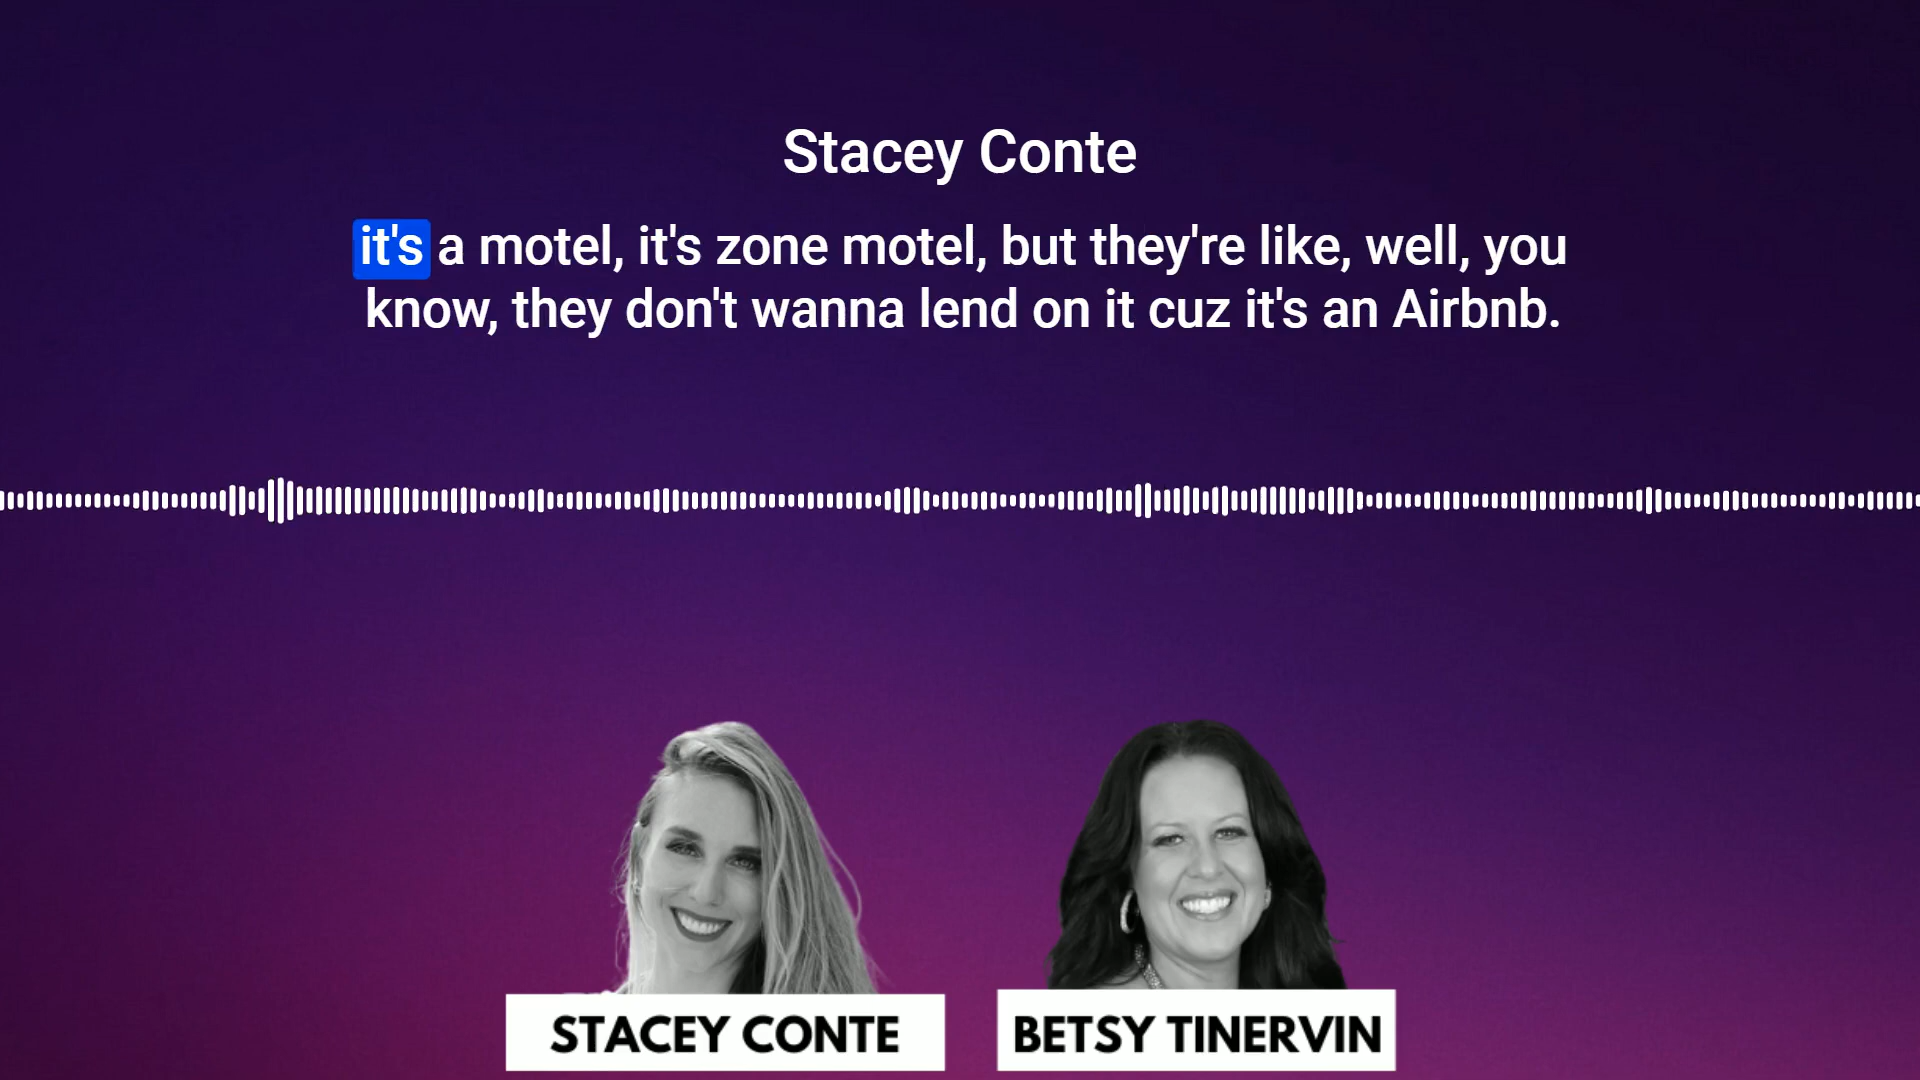 Stacey Conte
it's a motel, it's zone motel, but they're like, well, you
know, they don't wanna lend on it cuz it's an Airbnb.
STACEY CONTE
BETSY TINERVIN